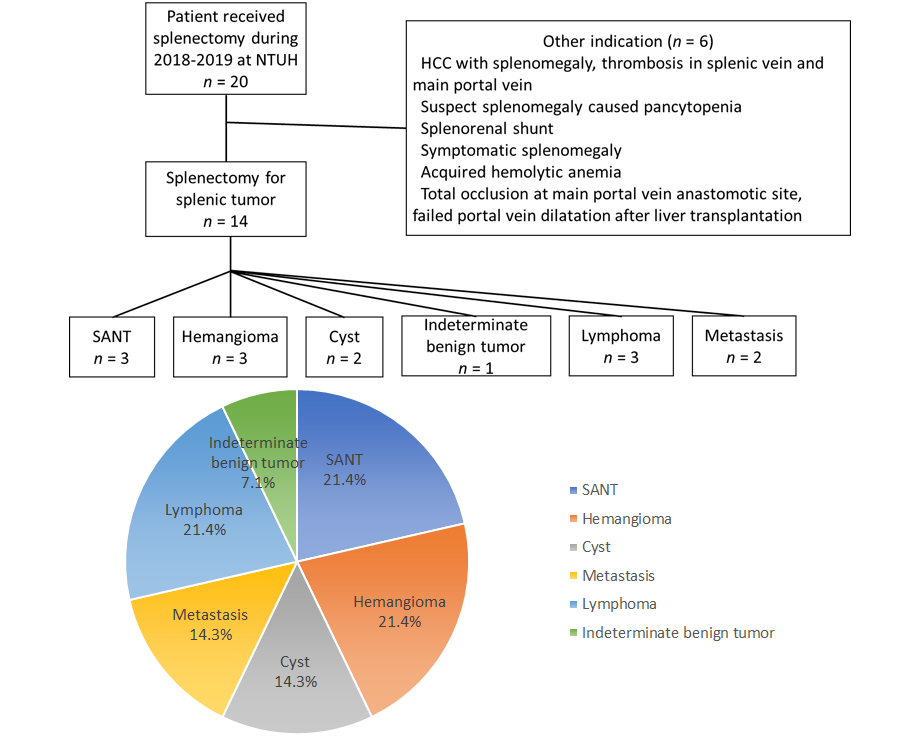 Patient received
splenectomy during
2018-2019 at NTUH
n = 20
Other indication (n = 6)
HCC with splenomegaly, thrombosis in splenic vein and
main portal vein
Suspect splenomegaly caused pancytopenia
Splenorenal shunt
Symptomatic splenomegaly
Acquired hemolytic anemia
Total occlusion at main portal vein anastomotic site,
failed portal vein dilatation after liver transplantation
Splenectomy for
splenic tumor
n = 14
SANT
n = 3
Hemangioma
n = 3
Cyst
n = 2
Indeterminate
benign tumor
n = 1
Lymphoma
n = 3
Metastasis
n = 2
Indeterminate
benign tumor
7.1%
SANT
21.4%
Lymphoma
21.4%
Hemangioma
21.4%
Metastasis
14.3%
Cyst
14.3%
SANT
Hemangioma
Cyst
Metastasis
Lymphoma
Indeterminate benign tumor